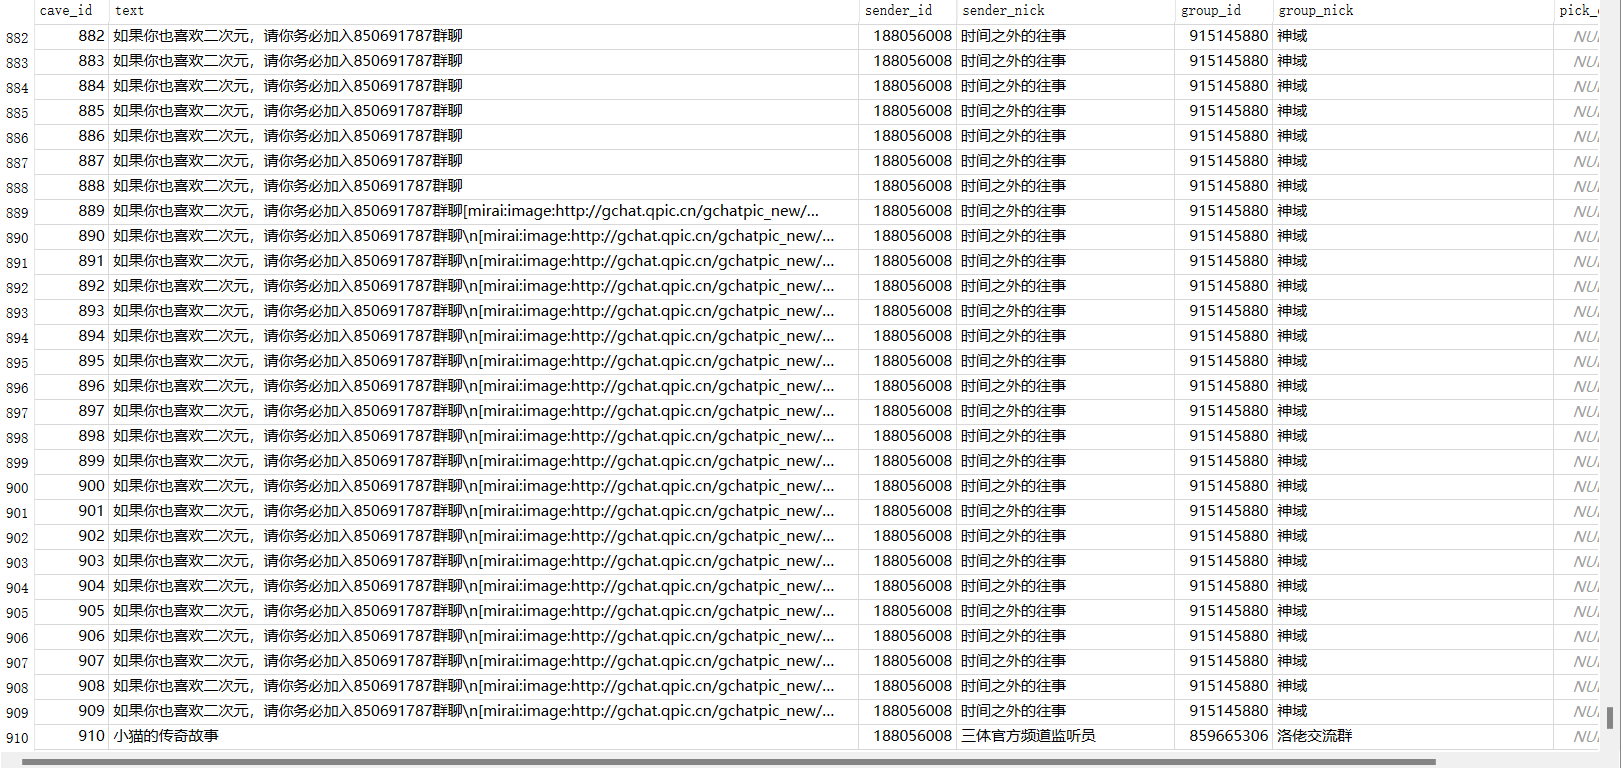 cave_id text sender_id sender_nick group_id group_nick pick_
882 882 如果你也喜欢二次元，请你务必加入850691787群聊 188056008 时间之外的往事 915145880 神域 NU
883 883 如果你也喜欢二次元，请你务必加入850691787群聊 188056008 时间之外的往事 915145880 神域 NU
884 884 如果你也喜欢二次元，请你务必加入850691787群聊 188056008 时间之外的往事 915145880 神域 NU
885 885 如果你也喜欢二次元，请你务必加入850691787群聊 188056008 时间之外的往事 915145880 神域 NU
886 886 如果你也喜欢二次元，请你务必加入850691787群聊 188056008 时间之外的往事 915145880 神域 NU
887 887 如果你也喜欢二次元，请你务必加入850691787群聊 188056008 时间之外的往事 915145880 神域 NU
888 888 如果你也喜欢二次元，请你务必加入850691787群聊 188056008 时间之外的往事 915145880 神域 NU
889 889 如果你也喜欢二次元，请你务必加入850691787群聊[mirai:image:http://gchat.qpic.cn/gchatpic_new/... 188056008 时间之外的往事 915145880 神域 NU
890 890 如果你也喜欢二次元，请你务必加入850691787群聊\n[mirai:image:http://gchat.qpic.cn/gchatpic_new/... 188056008 时间之外的往事 915145880 神域 NU
891 891 如果你也喜欢二次元，请你务必加入850691787群聊\n[mirai:image:http://gchat.qpic.cn/gchatpic_new/... 188056008 时间之外的往事 915145880 神域 NU
892 892 如果你也喜欢二次元，请你务必加入850691787群聊\n[mirai:image:http://gchat.qpic.cn/gchatpic_new/... 188056008 时间之外的往事 915145880 神域 NU
893 893 如果你也喜欢二次元，请你务必加入850691787群聊\n[mirai:image:http://gchat.qpic.cn/gchatpic_new/... 188056008 时间之外的往事 915145880 神域 NU
894 894 如果你也喜欢二次元，请你务必加入850691787群聊\n[mirai:image:http://gchat.qpic.cn/gchatpic_new/... 188056008 时间之外的往事 915145880 神域 NU
895 895 如果你也喜欢二次元，请你务必加入850691787群聊\n[mirai:image:http://gchat.qpic.cn/gchatpic_new/... 188056008 时间之外的往事 915145880 神域 NU
896 896 如果你也喜欢二次元，请你务必加入850691787群聊\n[mirai:image:http://gchat.qpic.cn/gchatpic_new/... 188056008 时间之外的往事 915145880 神域 NU
897 897 如果你也喜欢二次元，请你务必加入850691787群聊\n[mirai:image:http://gchat.qpic.cn/gchatpic_new/... 188056008 时间之外的往事 915145880 神域 NU
898 898 如果你也喜欢二次元，请你务必加入850691787群聊\n[mirai:image:http://gchat.qpic.cn/gchatpic_new/... 188056008 时间之外的往事 915145880 神域 NU
899 899 如果你也喜欢二次元，请你务必加入850691787群聊\n[mirai:image:http://gchat.qpic.cn/gchatpic_new/... 188056008 时间之外的往事 915145880 神域 NU
900 900 如果你也喜欢二次元，请你务必加入850691787群聊\n[mirai:image:http://gchat.qpic.cn/gchatpic_new/... 188056008 时间之外的往事 915145880 神域 NU
901 901 如果你也喜欢二次元，请你务必加入850691787群聊\n[mirai:image:http://gchat.qpic.cn/gchatpic_new/... 188056008 时间之外的往事 915145880 神域 NU
902 902 如果你也喜欢二次元，请你务必加入850691787群聊\n[mirai:image:http://gchat.qpic.cn/gchatpic_new/... 188056008 时间之外的往事 915145880 神域 NU
903 903 如果你也喜欢二次元，请你务必加入850691787群聊\n[mirai:image:http://gchat.qpic.cn/gchatpic_new/... 188056008 时间之外的往事 915145880 神域 NU
904 904 如果你也喜欢二次元，请你务必加入850691787群聊\n[mirai:image:http://gchat.qpic.cn/gchatpic_new/... 188056008 时间之外的往事 915145880 神域 NU
905 905 如果你也喜欢二次元，请你务必加入850691787群聊\n[mirai:image:http://gchat.qpic.cn/gchatpic_new/... 188056008 时间之外的往事 915145880 神域 NU
906 906 如果你也喜欢二次元，请你务必加入850691787群聊\n[mirai:image:http://gchat.qpic.cn/gchatpic_new/... 188056008 时间之外的往事 915145880 神域 NU
907 907 如果你也喜欢二次元，请你务必加入850691787群聊\n[mirai:image:http://gchat.qpic.cn/gchatpic_new/... 188056008 时间之外的往事 915145880 神域 NU
908 908 如果你也喜欢二次元，请你务必加入850691787群聊\n[mirai:image:http://gchat.qpic.cn/gchatpic_new/... 188056008 时间之外的往事 915145880 神域 NU
909 909 如果你也喜欢二次元，请你务必加入850691787群聊\n[mirai:image:http://gchat.qpic.cn/gchatpic_new/... 188056008 时间之外的往事 915145880 神域 NU
910 910 小猫的传奇故事 188056008 三体官方频道监听员 859665306 洛佬交流群 NU